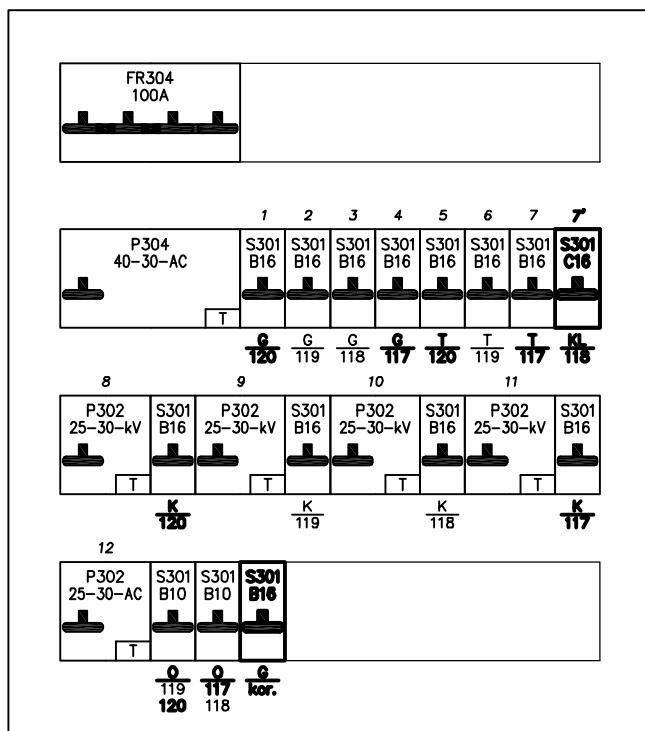 FR304
100A
1 2 3 4 5 6 7 7'
P304
40-30-AC
T
S301 S301 S301 S301 S301 S301 S301 S301
B16 B16 B16 B16 B16 B16 B16 C16
G G G G T T T KL
120 119 118 117 120 119 117 118
8 9 10 11
P302 S301 P302 S301 P302 S301 P302 S301
25-30-kV B16 25-30-kV B16 25-30-kV B16 25-30-kV B16
T T T T
K K K K
120 119 118 117
12
P302 S301 S301 S301
25-30-AC B10 B10 B16
T
O O G
119 117 kor.
120 118